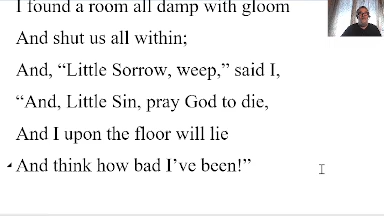 I found a room all damp with gloom
And shut us all within;
And, “Little Sorrow, weep,” said I,
“And, Little Sin, pray God to die,
And I upon the floor will lie
And think how bad I’ve been!”